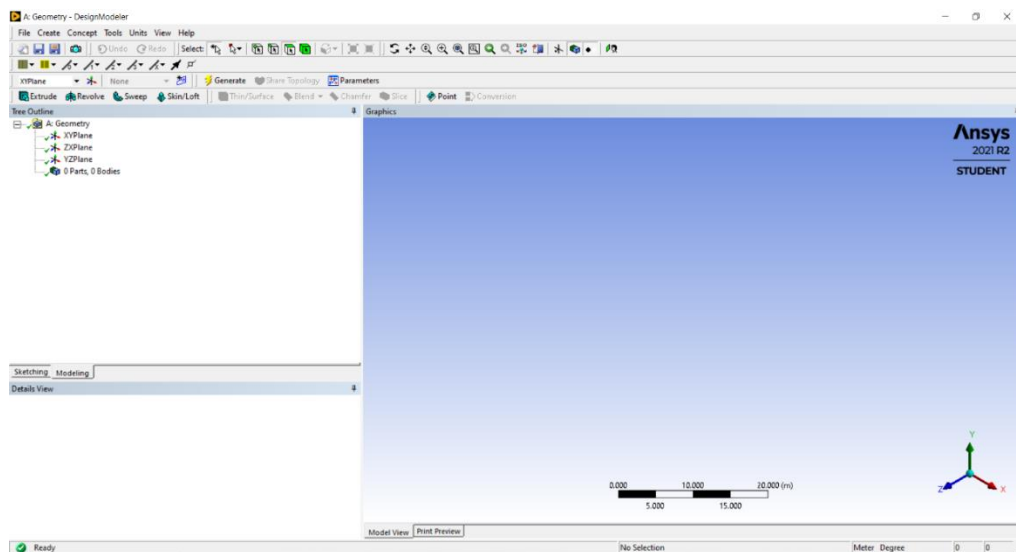 A: Geometry - DesignModeler
File Create Concept Tools Units View Help
Undo Redo Select:
XYPlane None Generate Share Topology Parameters
Extrude Revolve Sweep Skin/Loft Thin/Surface Blend Chamfer Slice Point Conversion
Tree Outline
A: Geometry
XYPlane
ZXPlane
YZPlane
0 Parts, 0 Bodies
Sketching Modeling
Details View
Graphics
Ansys
2021 R2
STUDENT
Y
Z X
0.000 10.000 20.000 (m)
5.000 15.000
Model View Print Preview
Ready No Selection Meter Degree 0 0